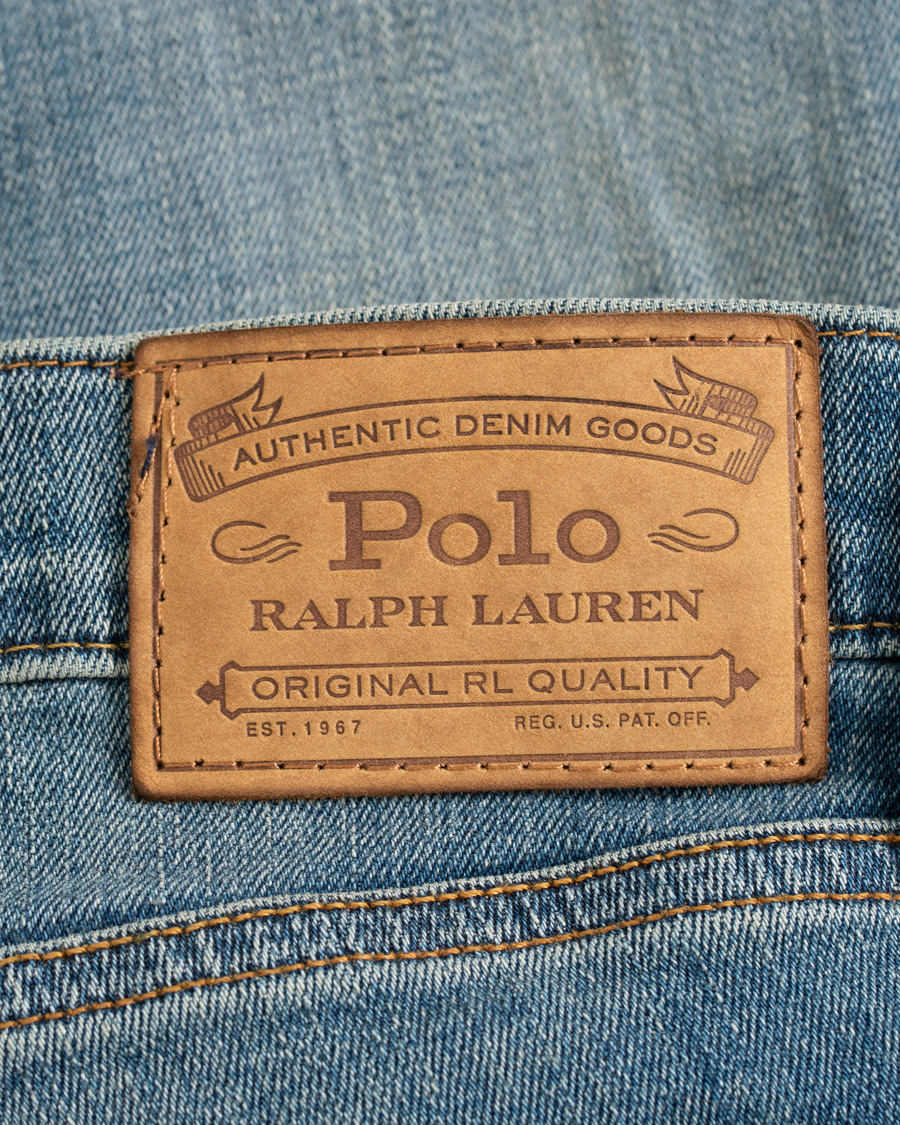 AUTHENTIC DENIM GOODS
Polo
RALPH LAUREN
ORIGINAL RL QUALITY
EST. 1967 REG. U.S. PAT. OFF.